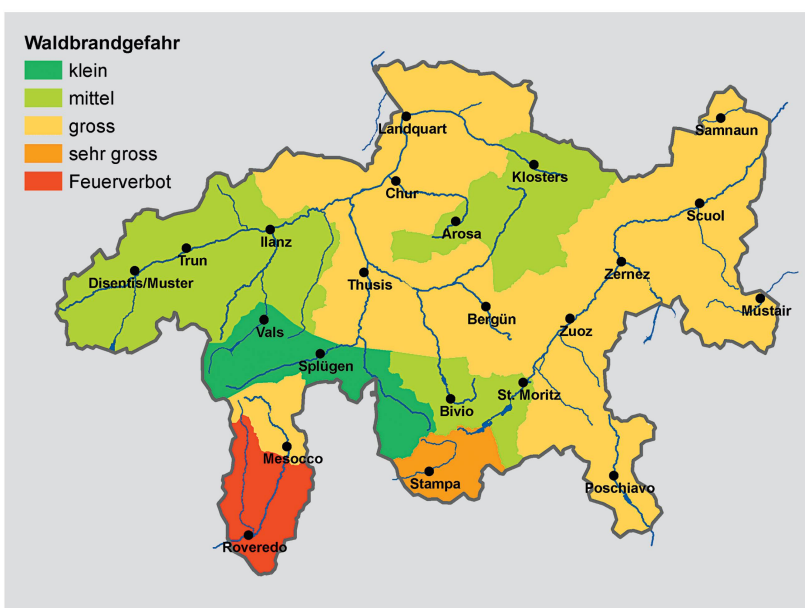 Waldbrandgefahr
klein
mittel
gross
sehr gross
Feuerverbot
Landquart
Samnaun
Klosters
Chur
Scuol
Arosa
Ilanz
Trun
Disentis/Muster
Thusis
Zernez
Müstair
Bergün
Zuoz
Vals
Splügen
St. Moritz
Bivio
Mesocco
Stampa
Poschiavo
Roveredo